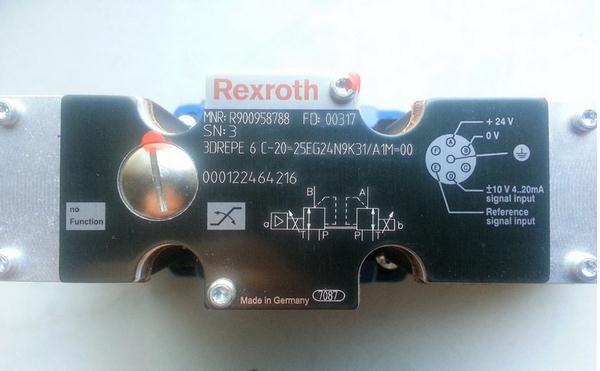 Rexroth
MNR: R900958788 FD: 00317
SN: 3
3DREPE 6 C-20=25EG24N9K31/A1M=00
000122464216
no
Function
B A
a b
T P P T
+ 24 V
0 V
A
F B
E C
D
±10 V 4..20mA
signal input
Reference
signal input
Made in Germany 7087